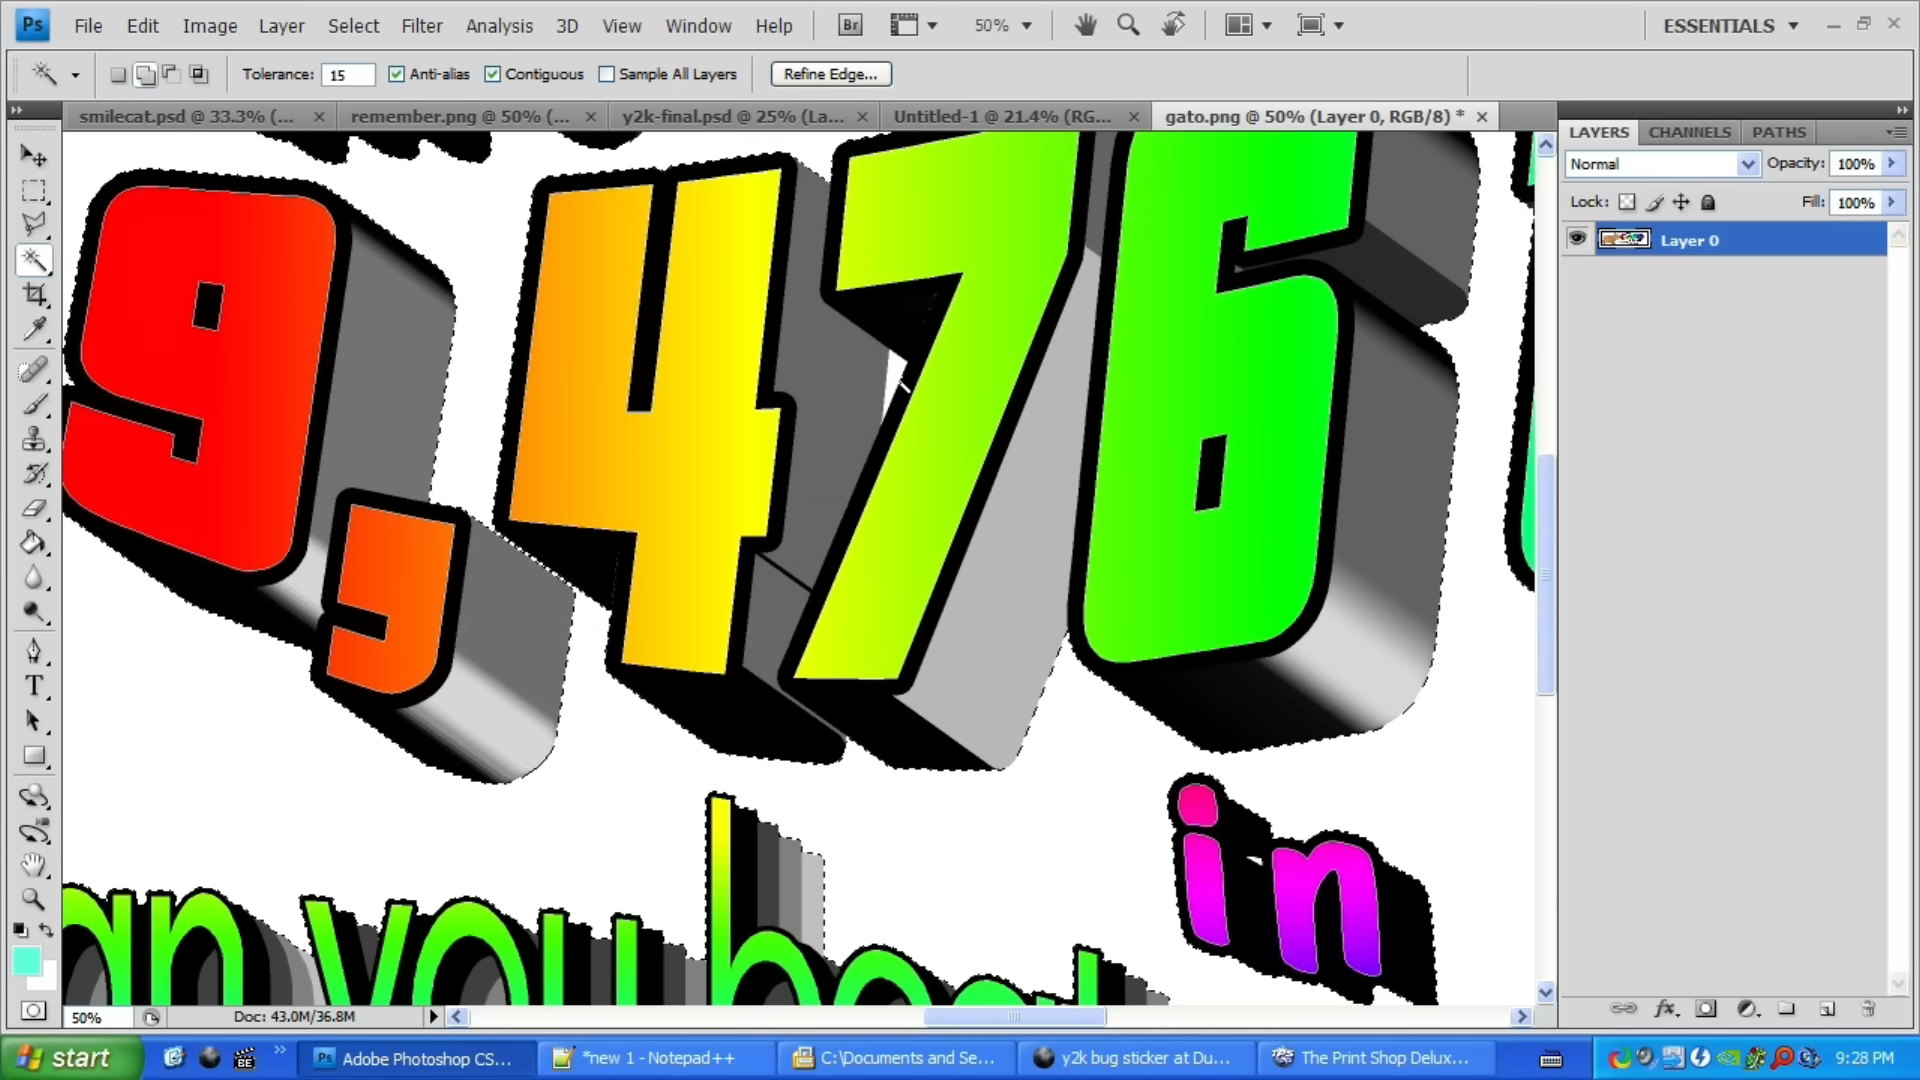 Ps File Edit Image Layer Select Filter Analysis 3D View Window Help Br 50% ESSENTIALS
Tolerance: 15 Anti-alias Contiguous Sample All Layers Refine Edge...
smilecat.psd @ 33.3% (... remember.png @ 50% (... y2k-final.psd @ 25% (La... Untitled-1 @ 21.4% (RG... gato.png @ 50% (Layer 0, RGB/8) *
LAYERS CHANNELS PATHS
Normal Opacity: 100%
Lock: Fill: 100%
Layer 0
9,476
in
an you beat
T
50% Doc: 43.0M/36.8M
start Ps Adobe Photoshop CS... *new 1 - Notepad++ C:\Documents and Se... y2k bug sticker at Du... The Print Shop Delux... 9:28 PM